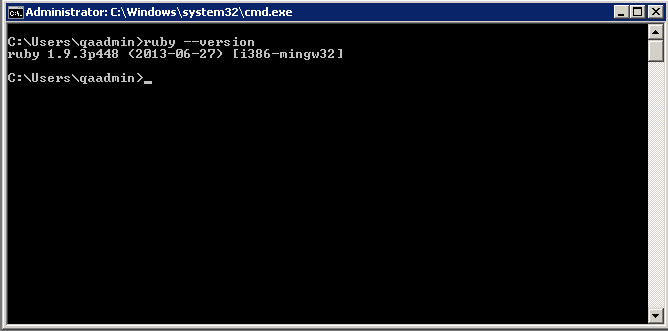 Administrator: C:\Windows\system32\cmd.exe
C:\Users\qaadmin>ruby --version
ruby 1.9.3p448 (2013-06-27) [i386-mingw32]
C:\Users\qaadmin>_